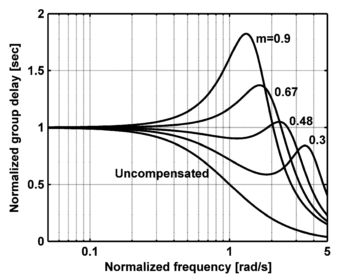 2
m=0.9
1.5
0.67
0.48
1
0.3
Uncompensated
0.5
0
0.1
1
5
Normalized group delay [sec]
Normalized frequency [rad/s]